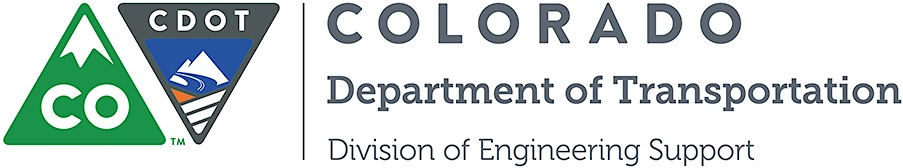 CO
TM
CDOT
COLORADO
Department of Transportation
Division of Engineering Support